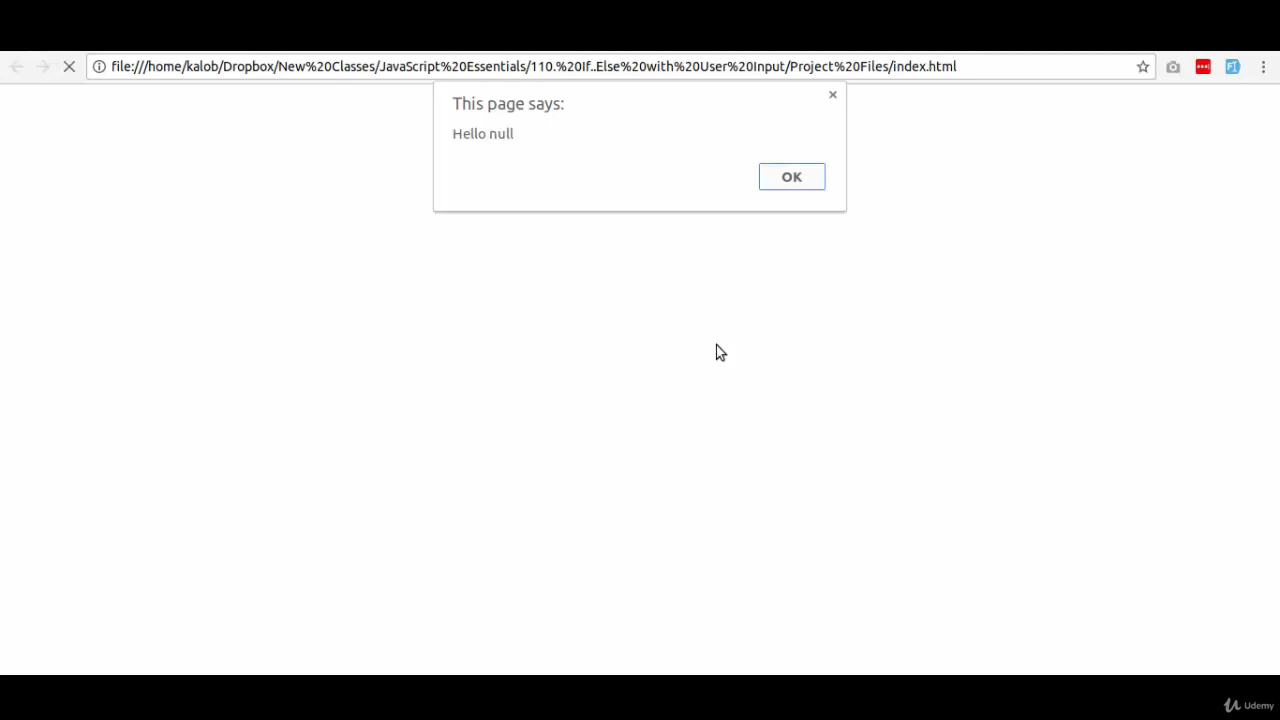 file:///home/kalob/Dropbox/New%20Classes/JavaScript%20Essentials/110.%20If..Else%20with%20User%20Input/Project%20Files/index.html
This page says:
Hello null
OK
Udemy